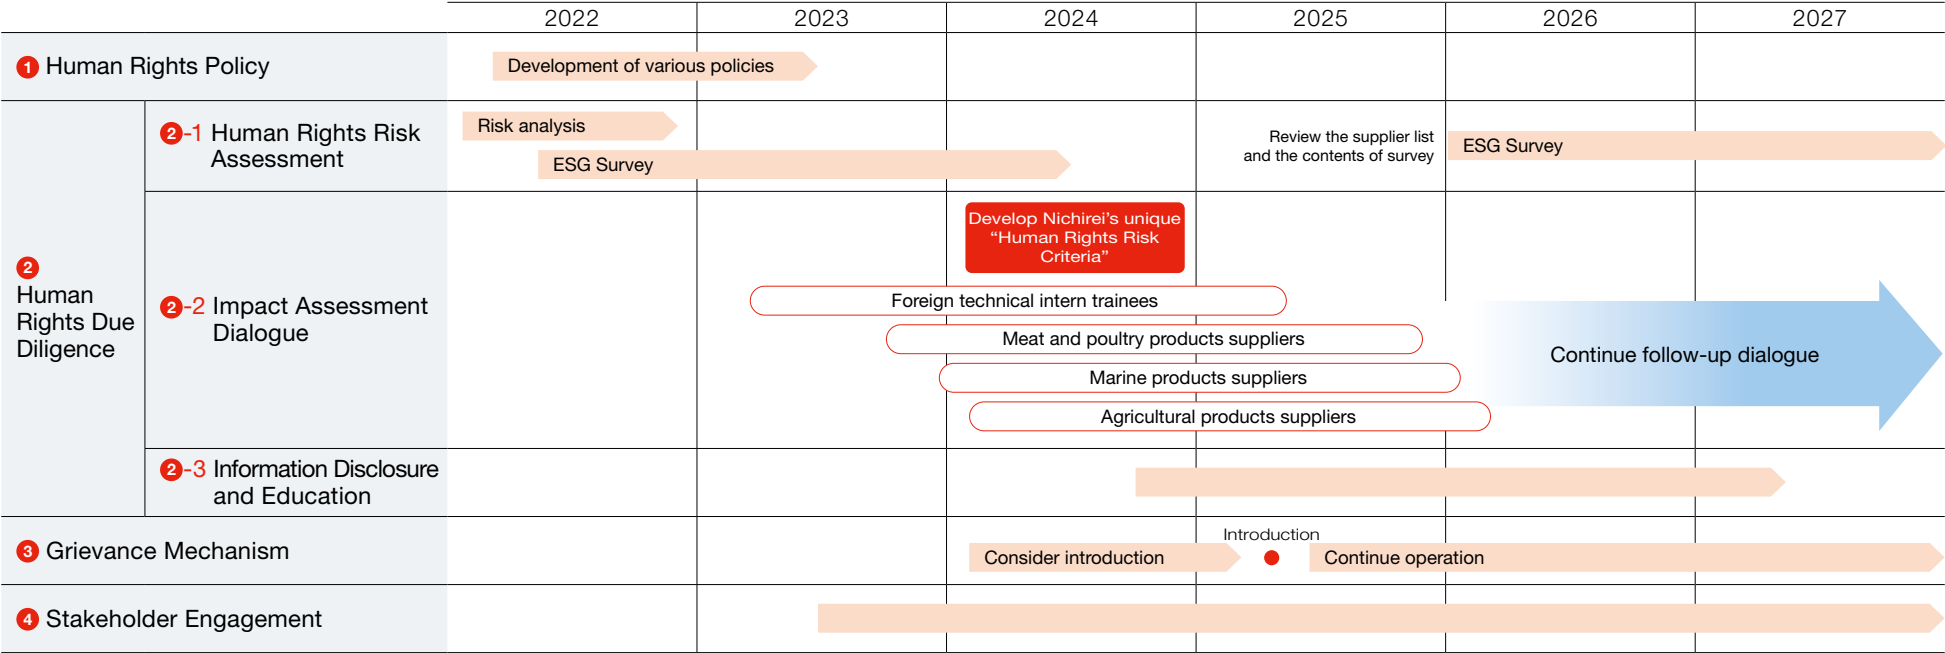 2022 2023 2024 2025 2026 2027
1 Human Rights Policy
Development of various policies
2
Human
Rights Due
Diligence
2-1 Human Rights Risk
Assessment
Risk analysis
ESG Survey
Review the supplier list
and the contents of survey
ESG Survey
2-2 Impact Assessment
Dialogue
Develop Nichirei’s unique
“Human Rights Risk
Criteria”
Foreign technical intern trainees
Meat and poultry products suppliers
Marine products suppliers
Agricultural products suppliers
Continue follow-up dialogue
2-3 Information Disclosure
and Education
3 Grievance Mechanism
Consider introduction
Introduction
Continue operation
4 Stakeholder Engagement